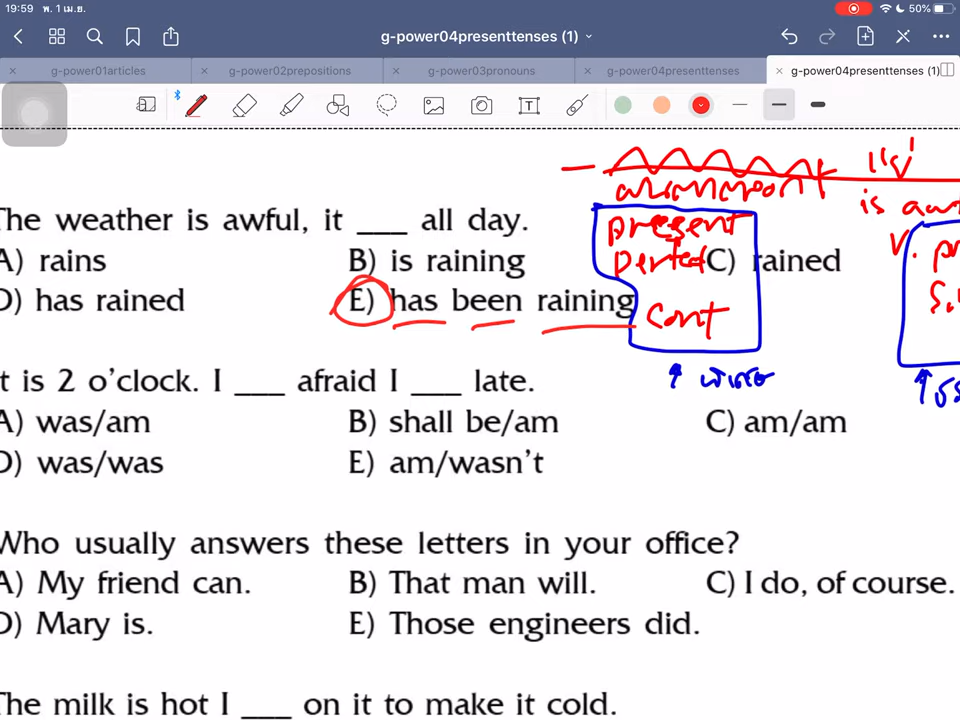 19:59 พ. 1 เม.ย. 50%
g-power04presenttenses (1)
g-power01articles g-power02prepositions g-power03pronouns g-power04presenttenses g-power04presenttenses (1)
The weather is awful, it ___ all day.
A) rains B) is raining C) rained
D) has rained E) has been raining
present
perfect
cont
is
V.
t is 2 o'clock. I ___ afraid I ___ late.
A) was/am B) shall be/am C) am/am
D) was/was E) am/wasn't
Who usually answers these letters in your office?
A) My friend can. B) That man will. C) I do, of course.
D) Mary is. E) Those engineers did.
The milk is hot I ___ on it to make it cold.